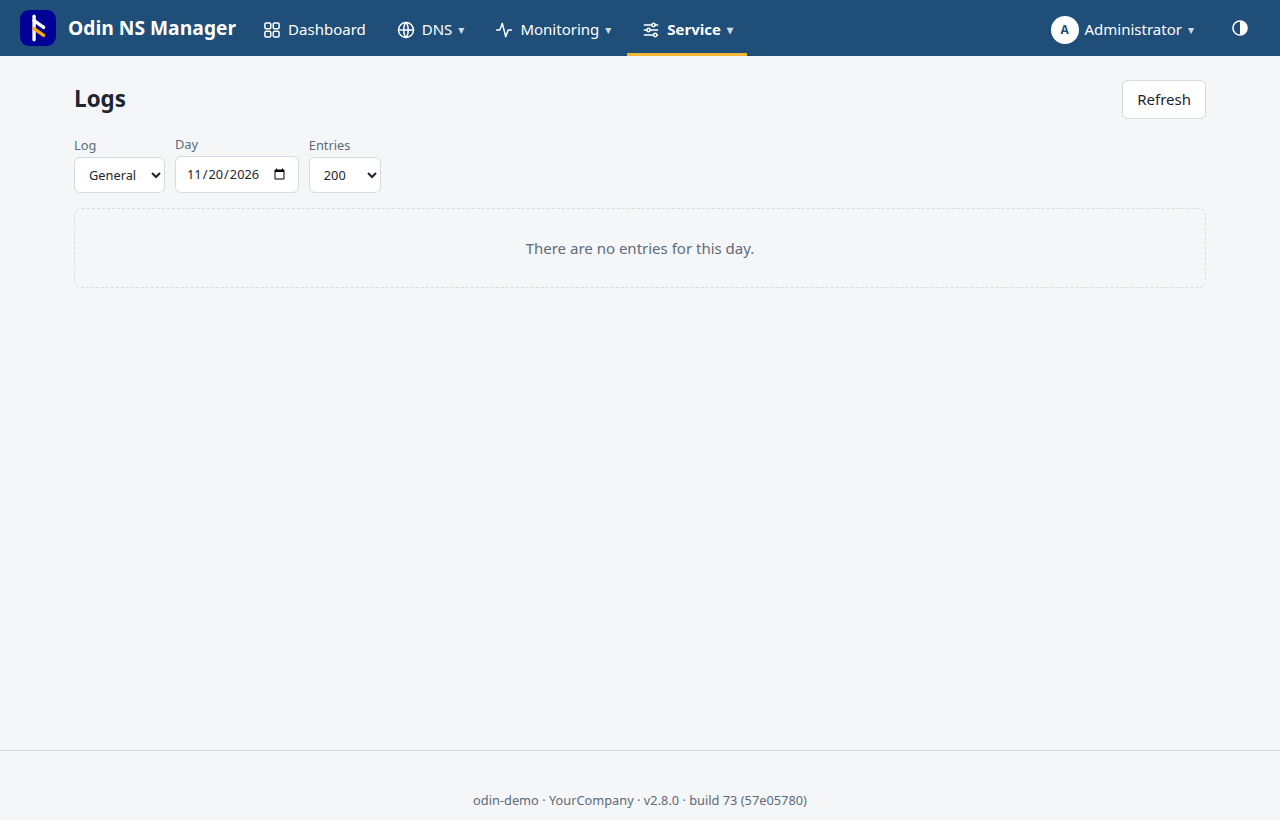 Odin NS Manager Dashboard DNS ▾ Monitoring ▾ Service ▾ A Administrator ▾
Logs Refresh
Log Day Entries
General 11/20/2026 200
There are no entries for this day.
odin-demo · YourCompany · v2.8.0 · build 73 (57e05780)